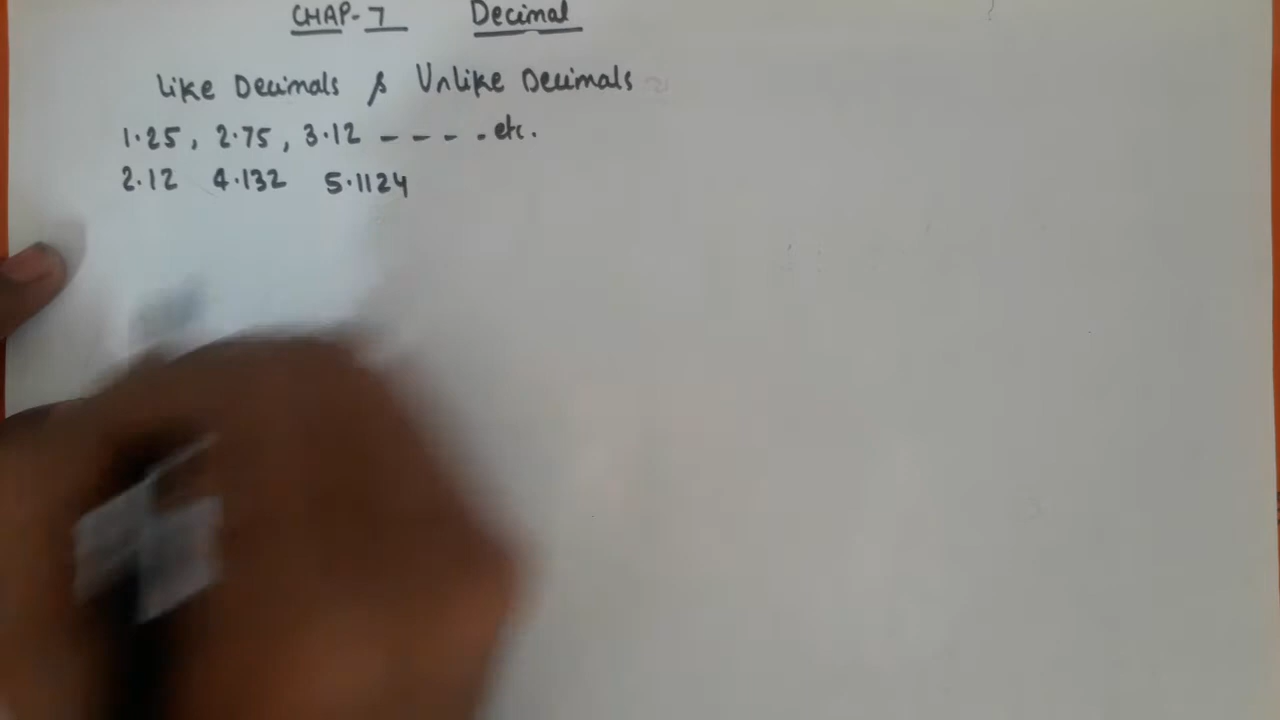 CHAP-7 Decimal
Like Decimals & Unlike Decimals
1.25, 2.75, 3.12 - - - . etc.
2.12 4.132 5.1124